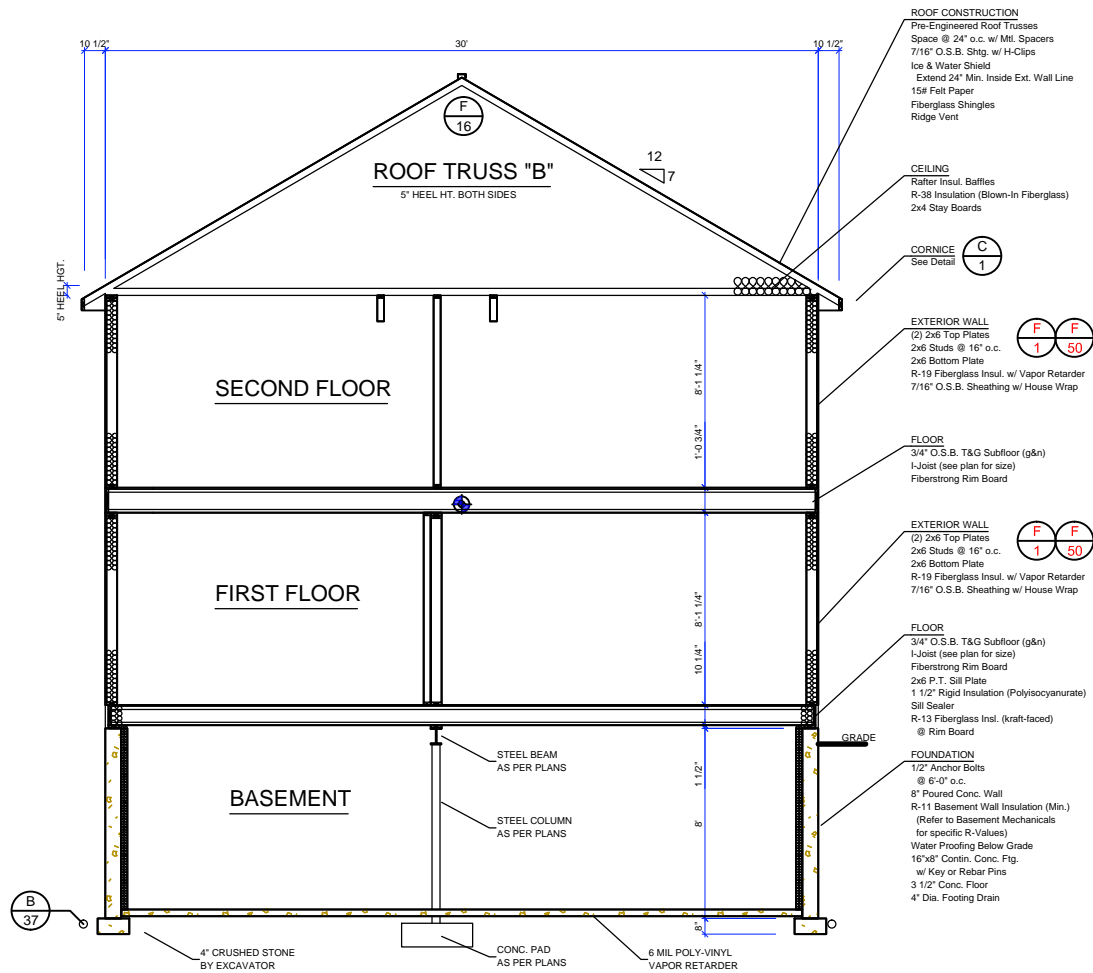 10 1/2"
30'
10 1/2"
F
16
ROOF TRUSS "B"
5" HEEL HT. BOTH SIDES
12
7
5" HEEL HGT.
SECOND FLOOR
8'-1 1/4"
1'-0 3/4"
FIRST FLOOR
8'-1 1/4"
10 1/4"
BASEMENT
1 1/2"
8'
8"
STEEL BEAM
AS PER PLANS
STEEL COLUMN
AS PER PLANS
GRADE
B
37
4" CRUSHED STONE
BY EXCAVATOR
CONC. PAD
AS PER PLANS
6 MIL POLY-VINYL
VAPOR RETARDER
ROOF CONSTRUCTION
Pre-Engineered Roof Trusses
Space @ 24" o.c. w/ Mtl. Spacers
7/16" O.S.B. Shtg. w/ H-Clips
Ice & Water Shield
Extend 24" Min. Inside Ext. Wall Line
15# Felt Paper
Fiberglass Shingles
Ridge Vent
CEILING
Rafter Insul. Baffles
R-38 Insulation (Blown-In Fiberglass)
2x4 Stay Boards
CORNICE
See Detail
C
1
EXTERIOR WALL
(2) 2x6 Top Plates
2x6 Studs @ 16" o.c.
2x6 Bottom Plate
R-19 Fiberglass Insul. w/ Vapor Retarder
7/16" O.S.B. Sheathing w/ House Wrap
F
1
F
50
FLOOR
3/4" O.S.B. T&G Subfloor (g&n)
I-Joist (see plan for size)
Fiberstrong Rim Board
EXTERIOR WALL
(2) 2x6 Top Plates
2x6 Studs @ 16" o.c.
2x6 Bottom Plate
R-19 Fiberglass Insul. w/ Vapor Retarder
7/16" O.S.B. Sheathing w/ House Wrap
F
1
F
50
FLOOR
3/4" O.S.B. T&G Subfloor (g&n)
I-Joist (see plan for size)
Fiberstrong Rim Board
2x6 P.T. Sill Plate
1 1/2" Rigid Insulation (Polyisocyanurate)
Sill Sealer
R-13 Fiberglass Insl. (kraft-faced)
@ Rim Board
FOUNDATION
1/2" Anchor Bolts
@ 6'-0" o.c.
8" Poured Conc. Wall
R-11 Basement Wall Insulation (Min.)
(Refer to Basement Mechanicals
for specific R-Values)
Water Proofing Below Grade
16"x8" Contin. Conc. Ftg.
w/ Key or Rebar Pins
3 1/2" Conc. Floor
4" Dia. Footing Drain